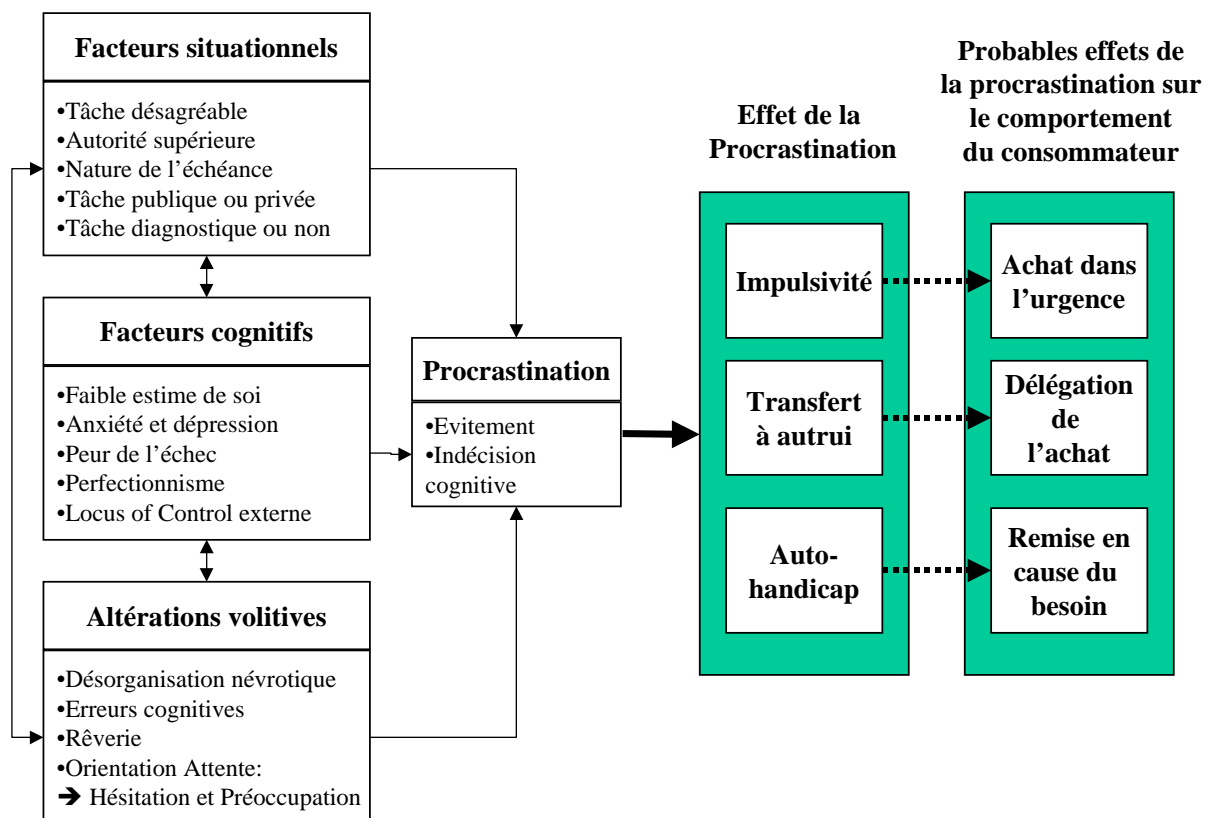 Facteurs situationnels
•Tâche désagréable
•Autorité supérieure
•Nature de l'échéance
•Tâche publique ou privée
•Tâche diagnostique ou non
Facteurs cognitifs
•Faible estime de soi
•Anxiété et dépression
•Peur de l'échec
•Perfectionnisme
•Locus of Control externe
Altérations volitives
•Désorganisation névrotique
•Erreurs cognitives
•Rêverie
•Orientation Attente:
➔ Hésitation et Préoccupation
Procrastination
•Evitement
•Indécision
cognitive
Effet de la
Procrastination
Impulsivité
Transfert
à autrui
Auto-
handicap
Probables effets de
la procrastination sur
le comportement
du consommateur
Achat dans
l'urgence
Délégation
de
l'achat
Remise en
cause du
besoin